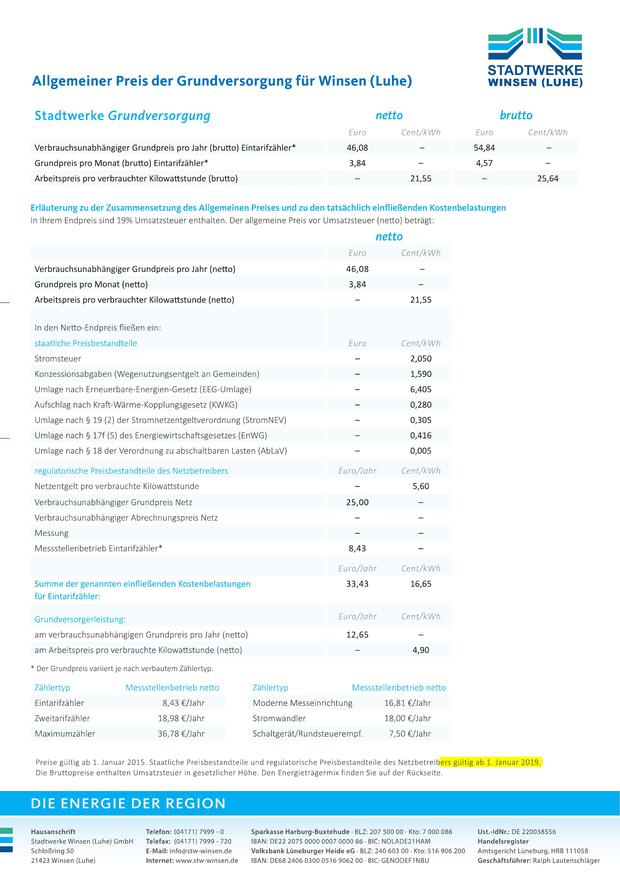 STADTWERKE
WINSEN (LUHE)
Allgemeiner Preis der Grundversorgung für Winsen (Luhe)
Stadtwerke Grundversorgung netto brutto
Euro Cent/kWh Euro Cent/kWh
Verbrauchsunabhängiger Grundpreis pro Jahr (brutto) Eintarifzähler* 46,08 – 54,84 –
Grundpreis pro Monat (brutto) Eintarifzähler* 3,84 – 4,57 –
Arbeitspreis pro verbrauchter Kilowattstunde (brutto) – 21,55 – 25,64
Erläuterung zu der Zusammensetzung des Allgemeinen Preises und zu den tatsächlich einfließenden Kostenbelastungen
In Ihrem Endpreis sind 19% Umsatzsteuer enthalten. Der allgemeine Preis vor Umsatzsteuer (netto) beträgt:
netto
Euro Cent/kWh
Verbrauchsunabhängiger Grundpreis pro Jahr (netto) 46,08 –
Grundpreis pro Monat (netto) 3,84 –
Arbeitspreis pro verbrauchter Kilowattstunde (netto) – 21,55
In den Netto-Endpreis fließen ein:
staatliche Preisbestandteile Euro Cent/kWh
Stromsteuer – 2,050
Konzessionsabgaben (Wegenutzungsentgelt an Gemeinden) – 1,590
Umlage nach Erneuerbare-Energien-Gesetz (EEG-Umlage) – 6,405
Aufschlag nach Kraft-Wärme-Kopplungsgesetz (KWKG) – 0,280
Umlage nach § 19 (2) der Stromnetzentgeltverordnung (StromNEV) – 0,305
Umlage nach § 17f (5) des Energiewirtschaftsgesetzes (EnWG) – 0,416
Umlage nach § 18 der Verordnung zu abschaltbaren Lasten (AbLaV) – 0,005
regulatorische Preisbestandteile des Netzbetreibers Euro/Jahr Cent/kWh
Netzentgelt pro verbrauchte Kilowattstunde – 5,60
Verbrauchsunabhängiger Grundpreis Netz 25,00 –
Verbrauchsunabhängiger Abrechnungspreis Netz – –
Messung – –
Messstellenbetrieb Eintarifzähler* 8,43 –
Euro/Jahr Cent/kWh
Summe der genannten einfließenden Kostenbelastungen 33,43 16,65
für Eintarifzähler:
Grundversorgerleistung: Euro/Jahr Cent/kWh
am verbrauchsunabhängigen Grundpreis pro Jahr (netto) 12,65 –
am Arbeitspreis pro verbrauchte Kilowattstunde (netto) – 4,90
* Der Grundpreis variiert je nach verbautem Zählertyp.
Zählertyp Messstellenbetrieb netto Zählertyp Messstellenbetrieb netto
Eintarifzähler 8,43 €/Jahr Moderne Messeinrichtung 16,81 €/Jahr
Zweitarifzähler 18,98 €/Jahr Stromwandler 18,00 €/Jahr
Maximumzähler 36,78 €/Jahr Schaltgerät/Rundsteuerempf. 7,50 €/Jahr
Preise gültig ab 1. Januar 2015. Staatliche Preisbestandteile und regulatorische Preisbestandteile des Netzbetreibers gültig ab 1. Januar 2019.
Die Bruttopreise enthalten Umsatzsteuer in gesetzlicher Höhe. Den Energieträgermix finden Sie auf der Rückseite.
DIE ENERGIE DER REGION
Hausanschrift Telefon: (04171) 7999 - 0 Sparkasse Harburg-Buxtehude · BLZ: 207 500 00 · Kto: 7 000 086 Ust.-IdNr.: DE 220038556
Stadtwerke Winsen (Luhe) GmbH Telefax: (04171) 7999 - 720 IBAN: DE22 2075 0000 0007 0000 86 · BIC: NOLADE21HAM Handelsregister
Schloßring 50 E-Mail: info@stw-winsen.de Volksbank Lüneburger Heide eG · BLZ: 240 603 00 · Kto: 516 906 200 Amtsgericht Lüneburg, HRB 111058
21423 Winsen (Luhe) Internet: www.stw-winsen.de IBAN: DE68 2406 0300 0516 9062 00 · BIC: GENODEF1NBU Geschäftsführer: Ralph Lautenschläger